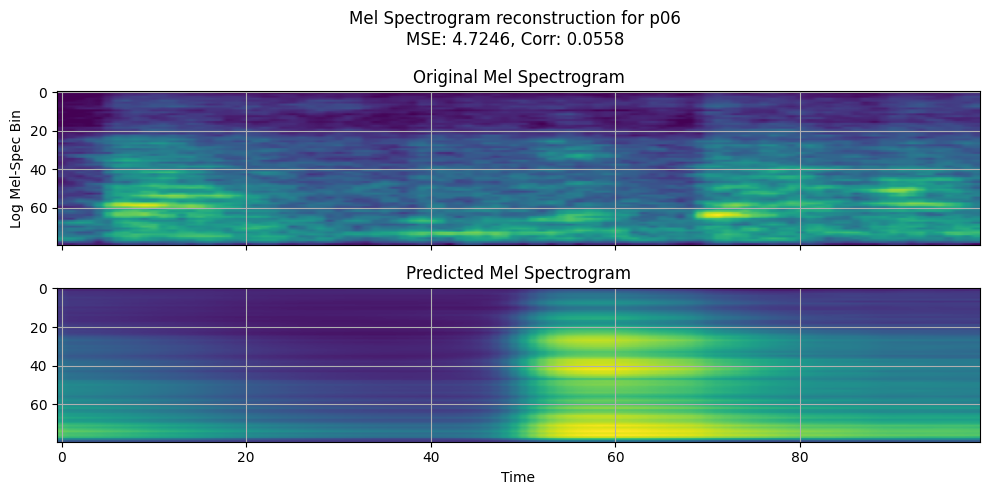 Mel Spectrogram reconstruction for p06
MSE: 4.7246, Corr: 0.0558
Original Mel Spectrogram
Log Mel-Spec Bin
0
20
40
60
Predicted Mel Spectrogram
0
20
40
60
0 20 40 60 80
Time